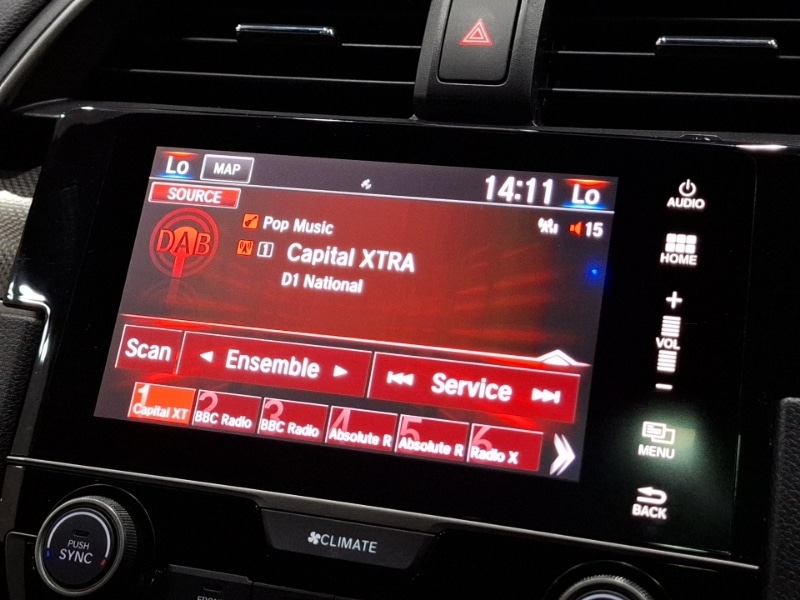 Lo MAP 14:11 Lo
SOURCE
AUDIO
DAB
Pop Music
15
1 Capital XTRA
D1 National
HOME
+
VOL
−
Scan
Ensemble
Service
1 Capital XT
2 BBC Radio
3 BBC Radio
4 Absolute R
5 Absolute R
6 Radio X
MENU
BACK
PUSH
SYNC
CLIMATE